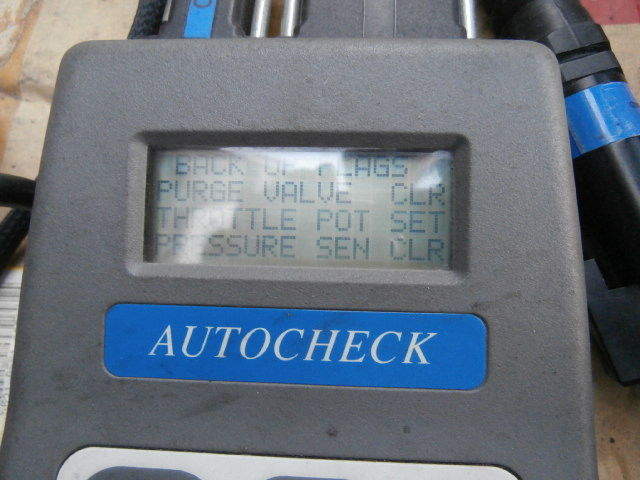 BACK UP FLAGS
PURGE VALVE CLR
THROTTLE POT SET
PRESSURE SEN CLR
AUTOCHECK